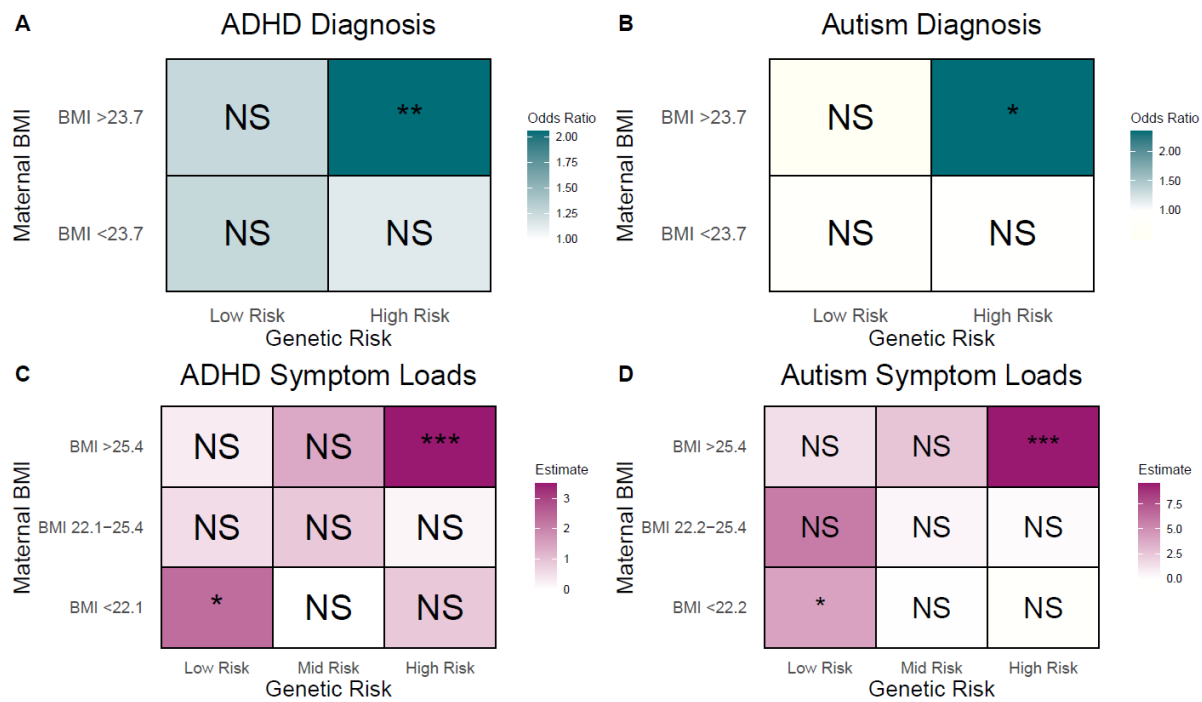 A
ADHD Diagnosis
Maternal BMI
BMI >23.7
NS
**
BMI <23.7
NS
NS
Low Risk
High Risk
Genetic Risk
Odds Ratio
2.00
1.75
1.50
1.25
1.00
B
Autism Diagnosis
Maternal BMI
BMI >23.7
NS
*
BMI <23.7
NS
NS
Low Risk
High Risk
Genetic Risk
Odds Ratio
2.00
1.50
1.00
C
ADHD Symptom Loads
Maternal BMI
BMI >25.4
NS
NS
***
BMI 22.1−25.4
NS
NS
NS
BMI <22.1
*
NS
NS
Low Risk
Mid Risk
High Risk
Genetic Risk
Estimate
3
2
1
0
D
Autism Symptom Loads
Maternal BMI
BMI >25.4
NS
NS
***
BMI 22.2−25.4
NS
NS
NS
BMI <22.2
*
NS
NS
Low Risk
Mid Risk
High Risk
Genetic Risk
Estimate
7.5
5.0
2.5
0.0